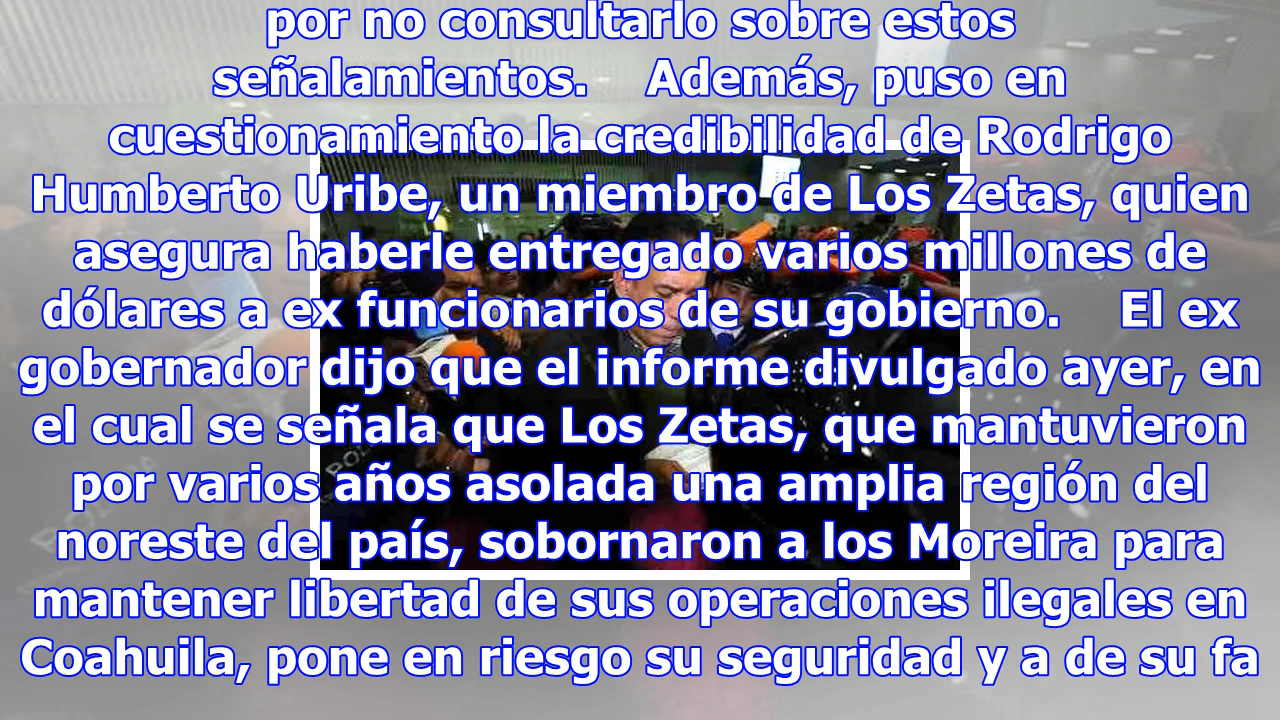 por no consultarlo sobre estos
señalamientos. Además, puso en
cuestionamiento la credibilidad de Rodrigo
Humberto Uribe, un miembro de Los Zetas, quien
asegura haberle entregado varios millones de
dólares a ex funcionarios de su gobierno. El ex
gobernador dijo que el informe divulgado ayer, en
el cual se señala que Los Zetas, que mantuvieron
por varios años asolada una amplia región del
noreste del país, sobornaron a los Moreira para
mantener libertad de sus operaciones ilegales en
Coahuila, pone en riesgo su seguridad y a de su fa